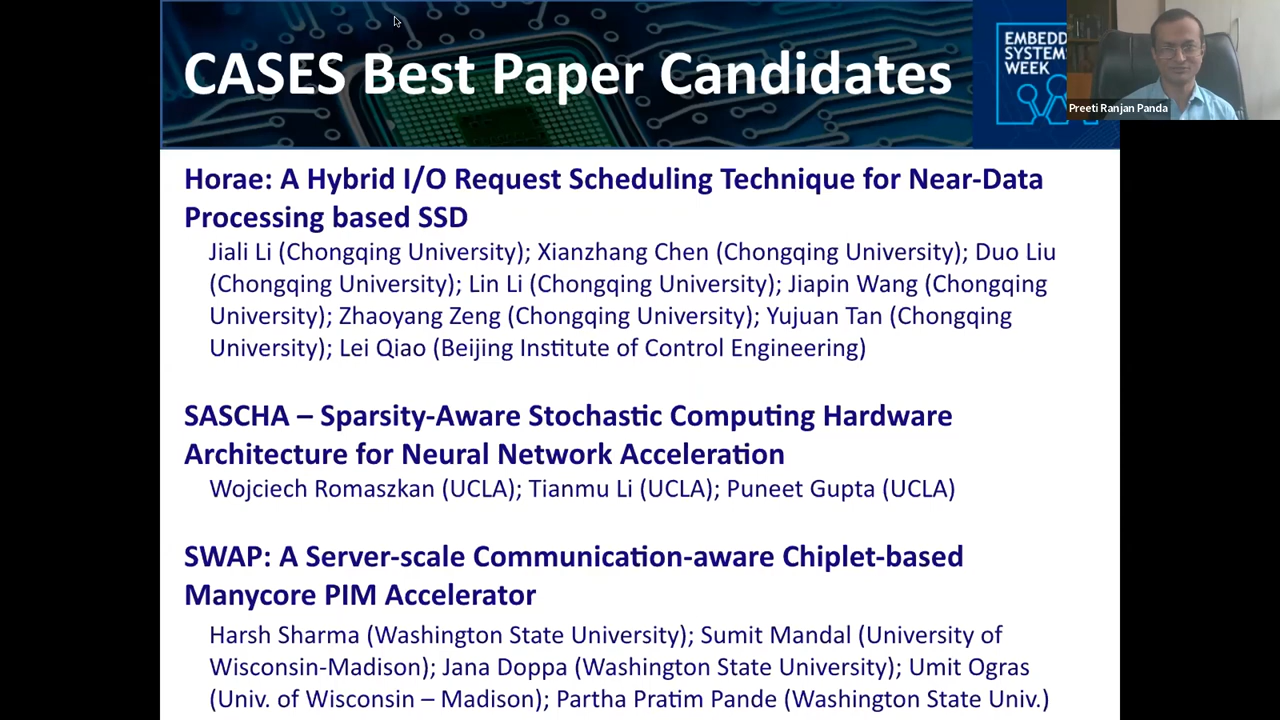 CASES Best Paper Candidates
EMBEDD
SYSTEMS
WEEK
Preeti Ranjan Panda
Horae: A Hybrid I/O Request Scheduling Technique for Near-Data
Processing based SSD
Jiali Li (Chongqing University); Xianzhang Chen (Chongqing University); Duo Liu
(Chongqing University); Lin Li (Chongqing University); Jiapin Wang (Chongqing
University); Zhaoyang Zeng (Chongqing University); Yujuan Tan (Chongqing
University); Lei Qiao (Beijing Institute of Control Engineering)
SASCHA – Sparsity-Aware Stochastic Computing Hardware
Architecture for Neural Network Acceleration
Wojciech Romaszkan (UCLA); Tianmu Li (UCLA); Puneet Gupta (UCLA)
SWAP: A Server-scale Communication-aware Chiplet-based
Manycore PIM Accelerator
Harsh Sharma (Washington State University); Sumit Mandal (University of
Wisconsin-Madison); Jana Doppa (Washington State University); Umit Ogras
(Univ. of Wisconsin – Madison); Partha Pratim Pande (Washington State Univ.)